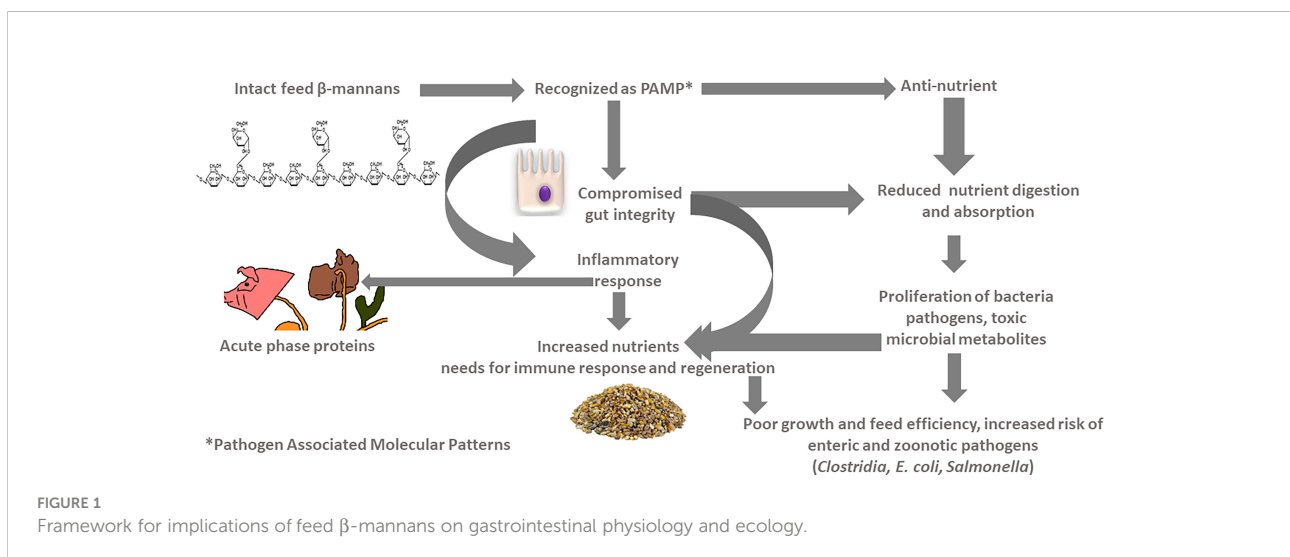 Intact feed β-mannans
Recognized as PAMP*
Anti-nutrient
Compromised
gut integrity
Reduced nutrient digestion
and absorption
Inflammatory
response
Acute phase proteins
Proliferation of bacteria
pathogens, toxic
microbial metabolites
Increased nutrients
needs for immune response and regeneration
Poor growth and feed efficiency, increased risk of
enteric and zoonotic pathogens
(Clostridia, E. coli, Salmonella)
*Pathogen Associated Molecular Patterns
FIGURE 1
Framework for implications of feed β-mannans on gastrointestinal physiology and ecology.